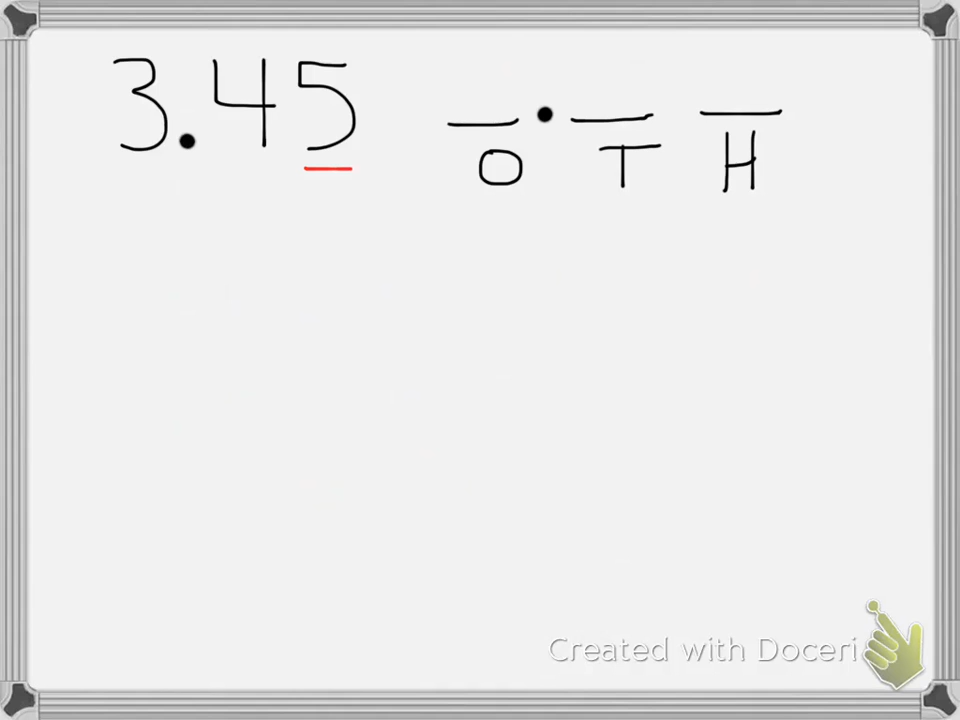 3.45 _ . _ _
O T H
Created with Doceri